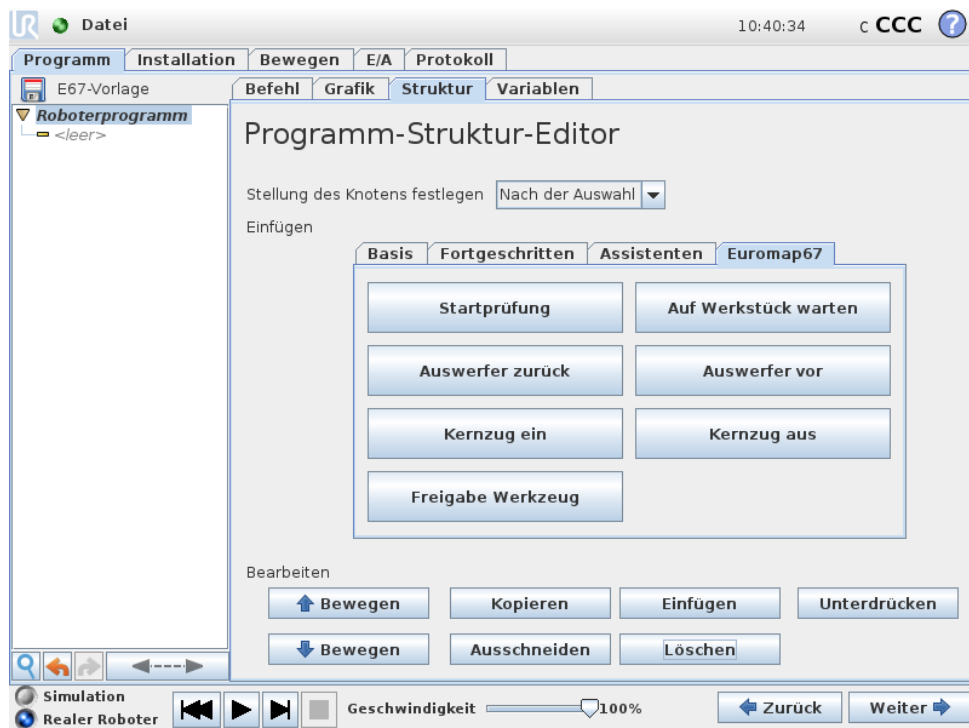 UR Datei 10:40:34 c CCC ?
Programm Installation Bewegen E/A Protokoll
E67-Vorlage
Befehl Grafik Struktur Variablen
Roboterprogramm
<leer>
Programm-Struktur-Editor
Stellung des Knotens festlegen Nach der Auswahl
Einfügen
Basis Fortgeschritten Assistenten Euromap67
Startprüfung Auf Werkstück warten
Auswerfer zurück Auswerfer vor
Kernzug ein Kernzug aus
Freigabe Werkzeug
Bearbeiten
Bewegen Kopieren Einfügen Unterdrücken
Bewegen Ausschneiden Löschen
Simulation
Realer Roboter
Geschwindigkeit 100% Zurück Weiter